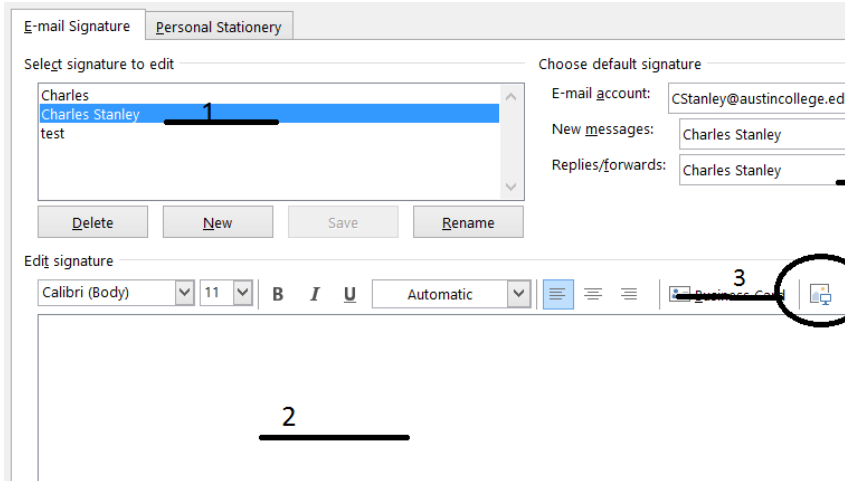 E-mail Signature Personal Stationery
Select signature to edit
Choose default signature
Charles
Charles Stanley
1
test
E-mail account: CStanley@austincollege.ed
New messages: Charles Stanley
Replies/forwards: Charles Stanley
Delete New Save Rename
Edit signature
Calibri (Body) 11 B I U Automatic Business Card
3
2